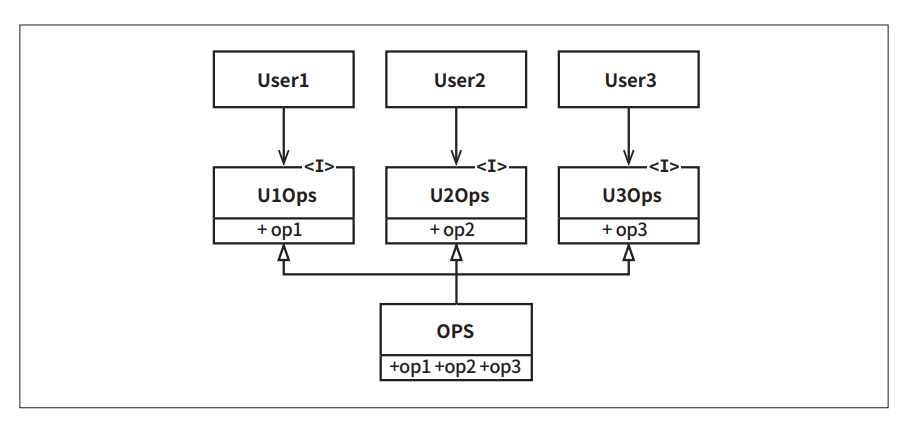 User1
User2
User3
<I>
<I>
<I>
U1Ops
U2Ops
U3Ops
+ op1
+ op2
+ op3
OPS
+op1 +op2 +op3